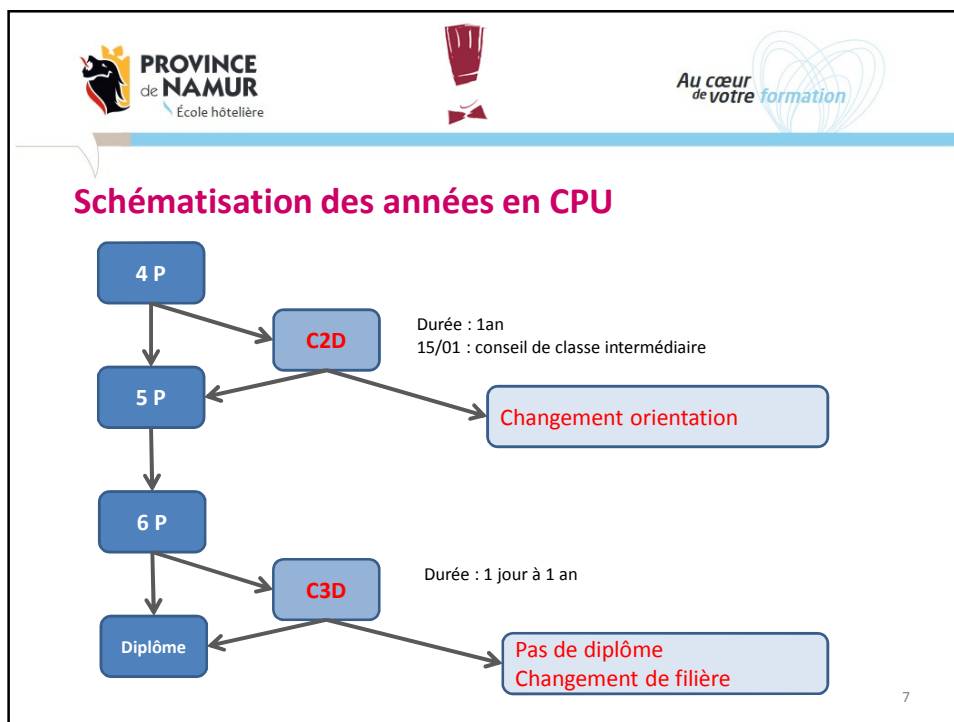 PROVINCE
de NAMUR
École hôtelière
Au cœur
de votre formation
Schématisation des années en CPU
4 P
C2D
Durée : 1an
15/01 : conseil de classe intermédiaire
5 P
Changement orientation
6 P
C3D
Durée : 1 jour à 1 an
Diplôme
Pas de diplôme
Changement de filière
7